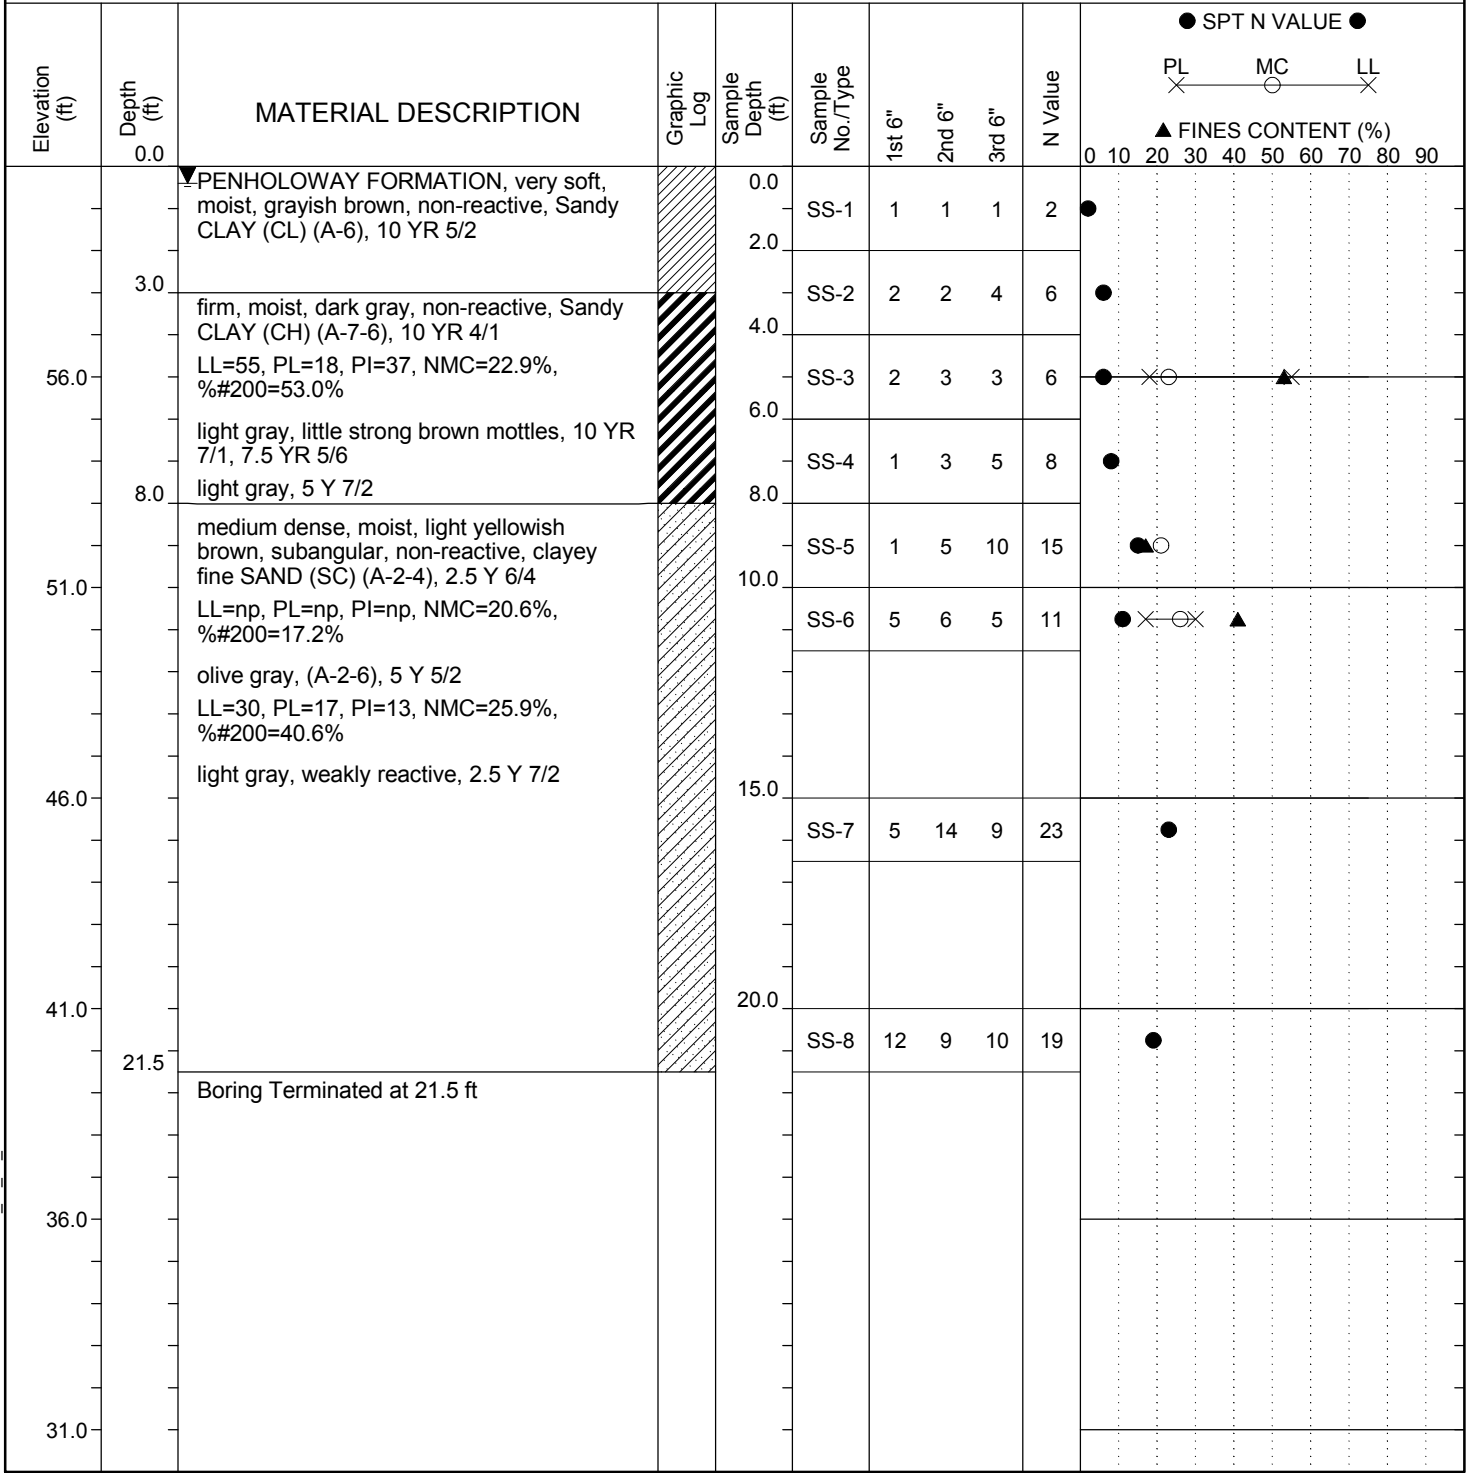 ● SPT N VALUE ●
PL MC LL
▲ FINES CONTENT (%)
Elevation
(ft)
Depth
(ft)
0.0
MATERIAL DESCRIPTION
Graphic
Log
Sample
Depth
(ft)
Sample
No./Type
1st 6"
2nd 6"
3rd 6"
N Value
0 10 20 30 40 50 60 70 80 90
PENHOLOWAY FORMATION, very soft,
moist, grayish brown, non-reactive, Sandy
CLAY (CL) (A-6), 10 YR 5/2
0.0
SS-1 1 1 1 2
2.0
3.0
firm, moist, dark gray, non-reactive, Sandy
CLAY (CH) (A-7-6), 10 YR 4/1
SS-2 2 2 4 6
4.0
LL=55, PL=18, PI=37, NMC=22.9%,
%#200=53.0%
56.0
SS-3 2 3 3 6
6.0
light gray, little strong brown mottles, 10 YR
7/1, 7.5 YR 5/6
SS-4 1 3 5 8
light gray, 5 Y 7/2
8.0
8.0
medium dense, moist, light yellowish
brown, subangular, non-reactive, clayey
fine SAND (SC) (A-2-4), 2.5 Y 6/4
SS-5 1 5 10 15
10.0
51.0
LL=np, PL=np, PI=np, NMC=20.6%,
%#200=17.2%
SS-6 5 6 5 11
olive gray, (A-2-6), 5 Y 5/2
LL=30, PL=17, PI=13, NMC=25.9%,
%#200=40.6%
light gray, weakly reactive, 2.5 Y 7/2
15.0
46.0
SS-7 5 14 9 23
20.0
41.0
SS-8 12 9 10 19
21.5
Boring Terminated at 21.5 ft
36.0
31.0